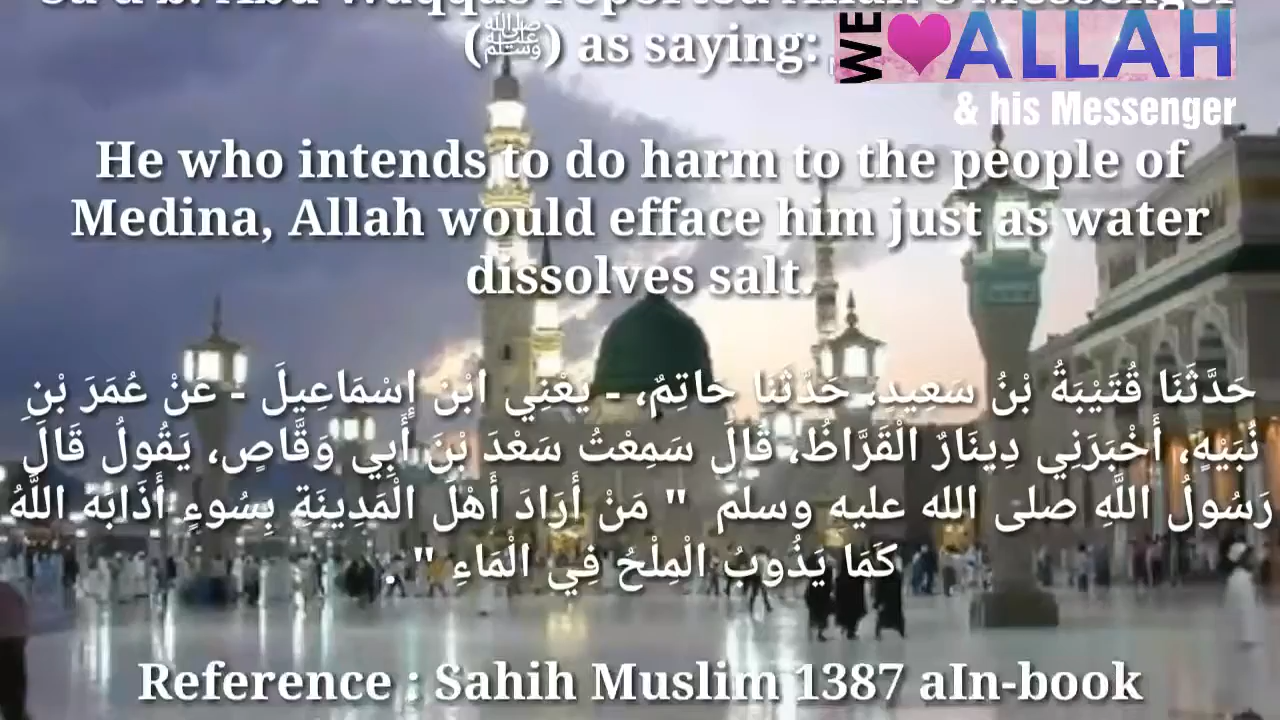 Sa'd b. Abu Waqqas reported Allah's Messenger
(ﷺ) as saying:
WE ALLAH
& his Messenger
He who intends to do harm to the people of
Medina, Allah would efface him just as water
dissolves salt.
حَدَّثَنَا قُتَيْبَةُ بْنُ سَعِيدٍ، حَدَّثَنَا حَاتِمٌ، - يَعْنِي ابْنَ إِسْمَاعِيلَ - عَنْ عُمَرَ بْنِ
نُبَيْهٍ، أَخْبَرَنِي دِينَارٌ الْقَرَّاظُ، قَالَ سَمِعْتُ سَعْدَ بْنَ أَبِي وَقَّاصٍ، يَقُولُ قَالَ
رَسُولُ اللَّهِ صلى الله عليه وسلم " مَنْ أَرَادَ أَهْلَ الْمَدِينَةِ بِسُوءٍ أَذَابَهُ اللَّهُ
كَمَا يَذُوبُ الْمِلْحُ فِي الْمَاءِ " .
Reference : Sahih Muslim 1387 aIn-book